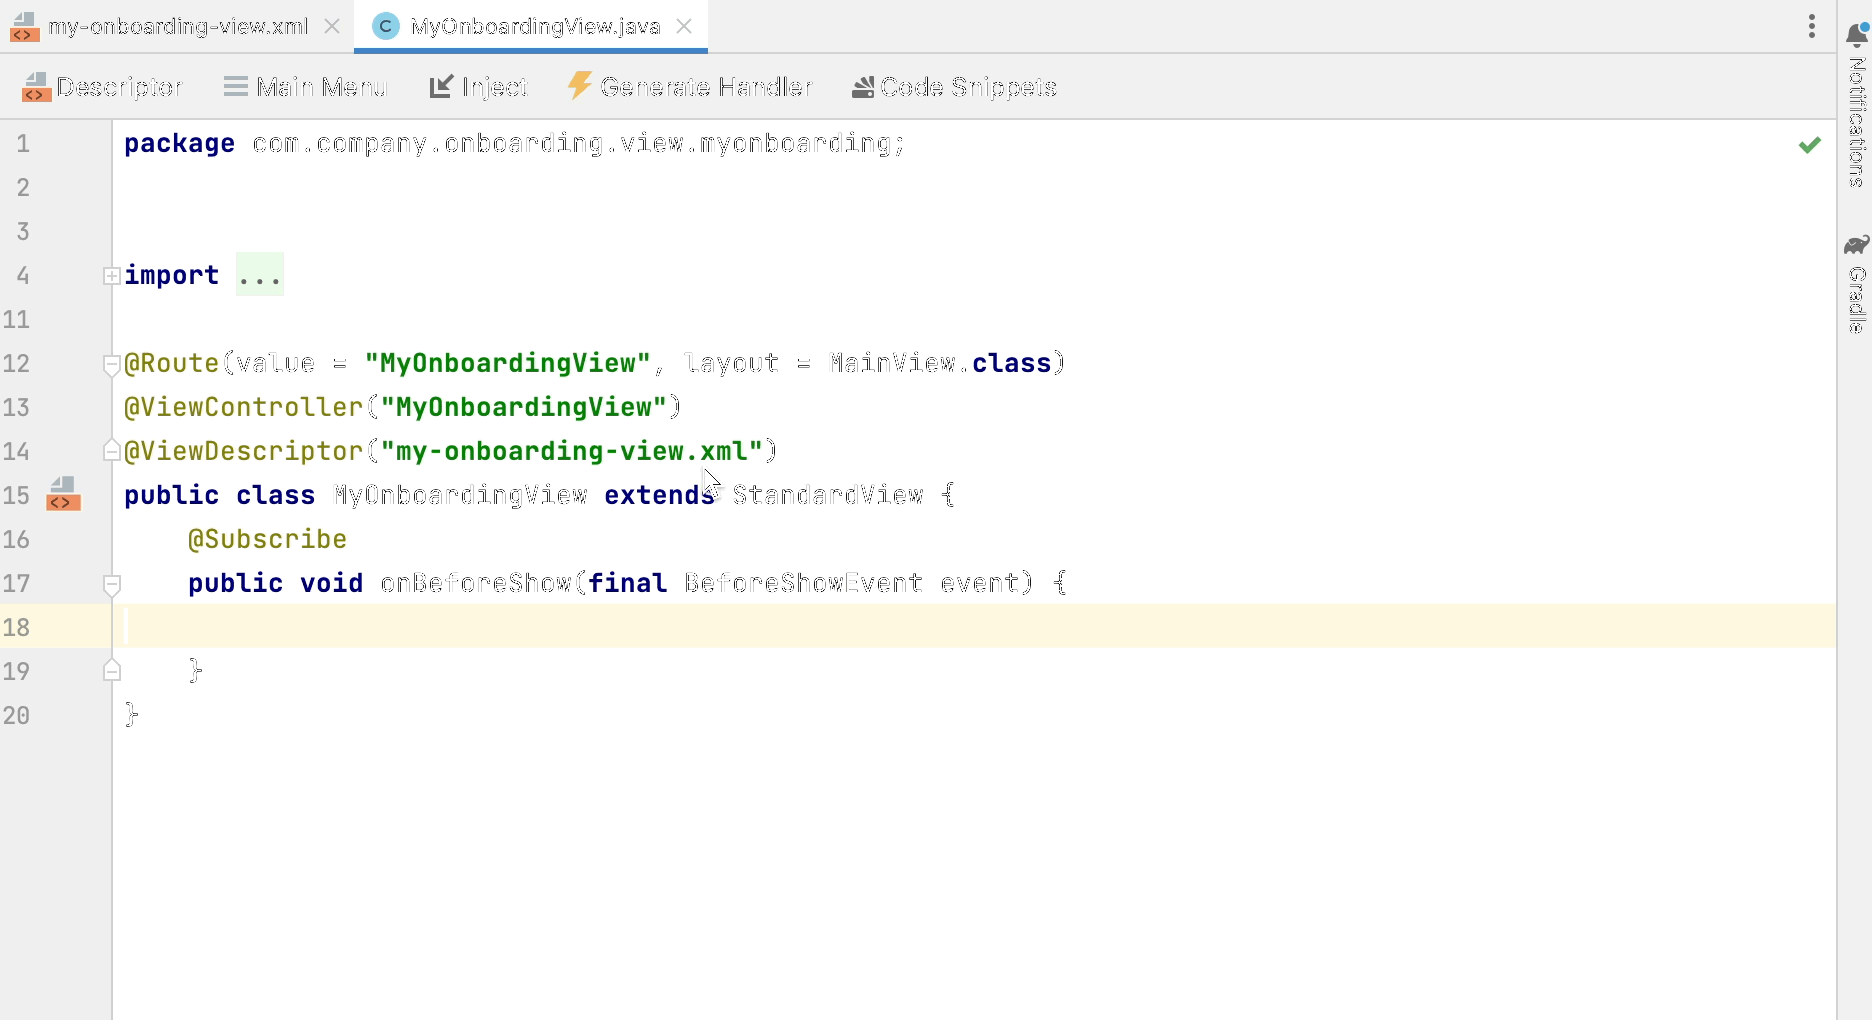 my-onboarding-view.xml
MyOnboardingView.java
Descriptor
Main Menu
Inject
Generate Handler
Code Snippets
1 package com.company.onboarding.view.myonboarding;
2
3
4 import ...
11
12 @Route(value = "MyOnboardingView", layout = MainView.class)
13 @ViewController("MyOnboardingView")
14 @ViewDescriptor("my-onboarding-view.xml")
15 public class MyOnboardingView extends StandardView {
16     @Subscribe
17     public void onBeforeShow(final BeforeShowEvent event) {
18
19     }
20 }
Notifications
Gradle